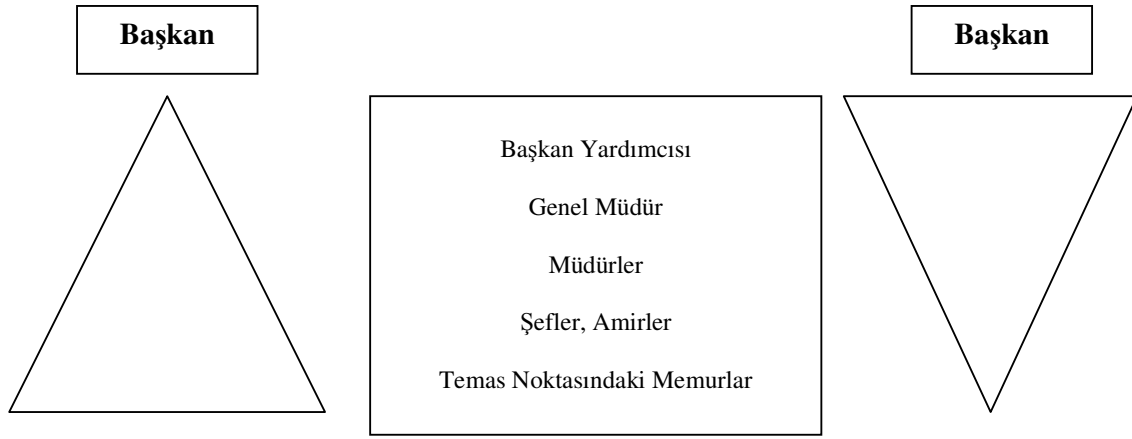 Başkan
Başkan
Başkan Yardımcısı
Genel Müdür
Müdürler
Şefler, Amirler
Temas Noktasındaki Memurlar